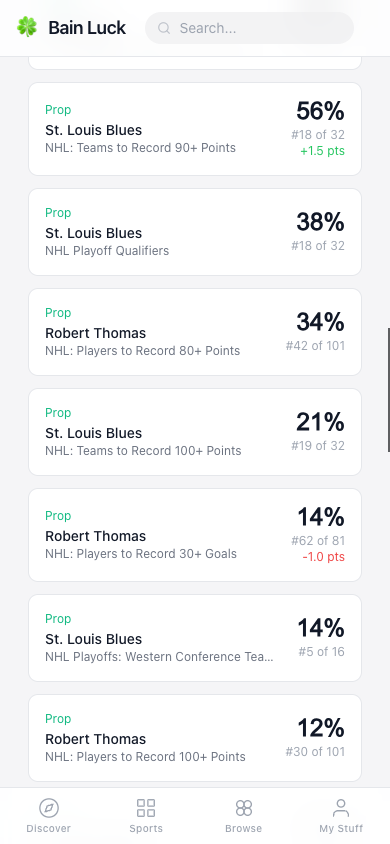 Bain Luck
Search...
Prop
St. Louis Blues
NHL: Teams to Record 90+ Points
56%
#18 of 32
+1.5 pts
Prop
St. Louis Blues
NHL Playoff Qualifiers
38%
#18 of 32
Prop
Robert Thomas
NHL: Players to Record 80+ Points
34%
#42 of 101
Prop
St. Louis Blues
NHL: Teams to Record 100+ Points
21%
#19 of 32
Prop
Robert Thomas
NHL: Players to Record 30+ Goals
14%
#62 of 81
-1.0 pts
Prop
St. Louis Blues
NHL Playoffs: Western Conference Tea...
14%
#5 of 16
Prop
Robert Thomas
NHL: Players to Record 100+ Points
12%
#30 of 101
Discover
Sports
Browse
My Stuff